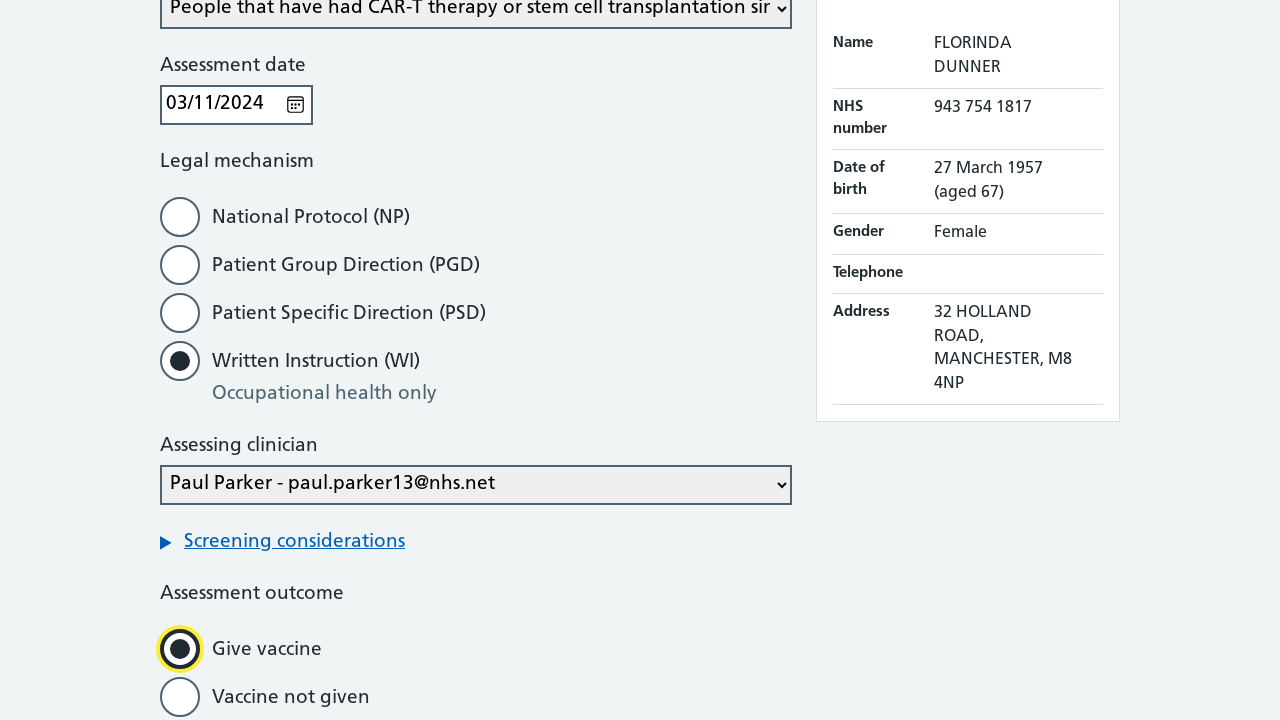 People that have had CAR-T therapy or stem cell transplantation sir
Assessment date
03/11/2024
Legal mechanism
National Protocol (NP)
Patient Group Direction (PGD)
Patient Specific Direction (PSD)
Written Instruction (WI)
Occupational health only
Assessing clinician
Paul Parker - paul.parker13@nhs.net
Screening considerations
Assessment outcome
Give vaccine
Vaccine not given
Name
FLORINDA
DUNNER
NHS
number
943 754 1817
Date of
birth
27 March 1957
(aged 67)
Gender
Female
Telephone
Address
32 HOLLAND
ROAD,
MANCHESTER, M8
4NP